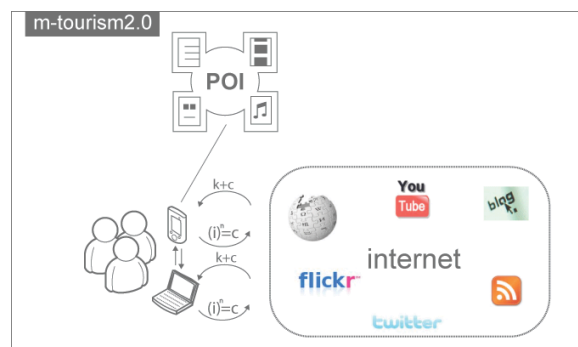 m-tourism2.0
POI
k+c
(i)ⁿ=c
k+c
(i)ⁿ=c
You
Tube
blog
internet
flickr
twitter